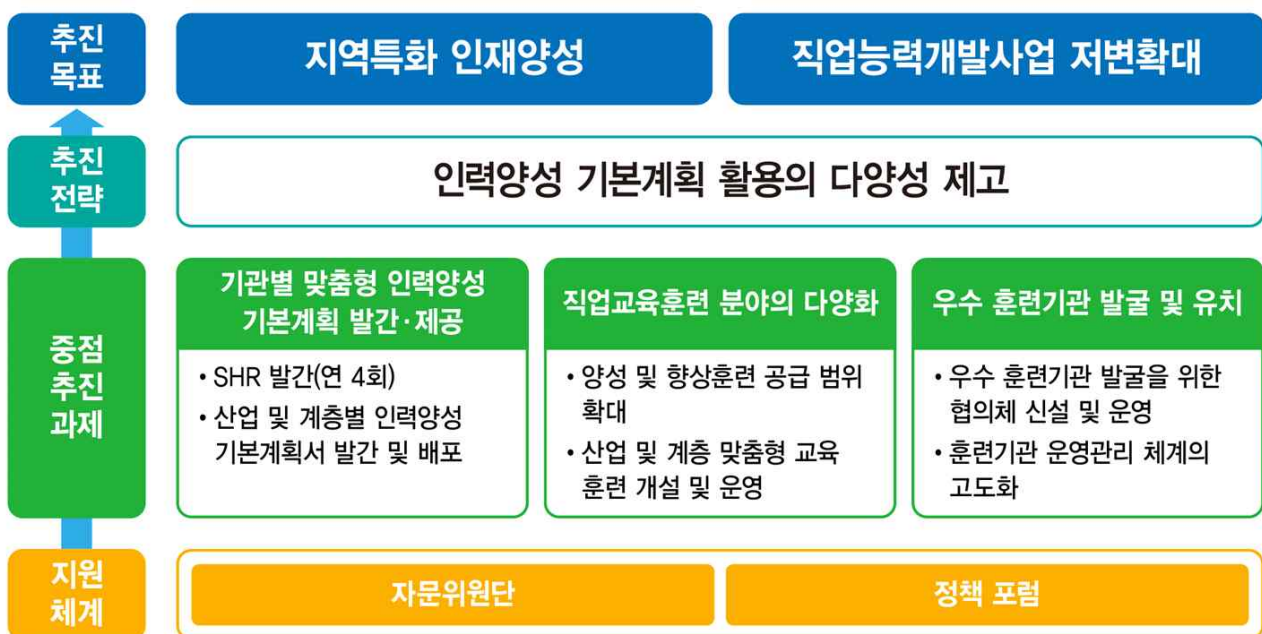 추진
목표
지역특화 인재양성
직업능력개발사업 저변확대
추진
전략
인력양성 기본계획 활용의 다양성 제고
중점
추진
과제
기관별 맞춤형 인력양성
기본계획 발간·제공
• SHR 발간(연 4회)
• 산업 및 계층별 인력양성
기본계획서 발간 및 배포
직업교육훈련 분야의 다양화
• 양성 및 향상훈련 공급 범위
확대
• 산업 및 계층 맞춤형 교육
훈련 개설 및 운영
우수 훈련기관 발굴 및 유치
• 우수 훈련기관 발굴을 위한
협의체 신설 및 운영
• 훈련기관 운영관리 체계의
고도화
지원
체계
자문위원단
정책 포럼